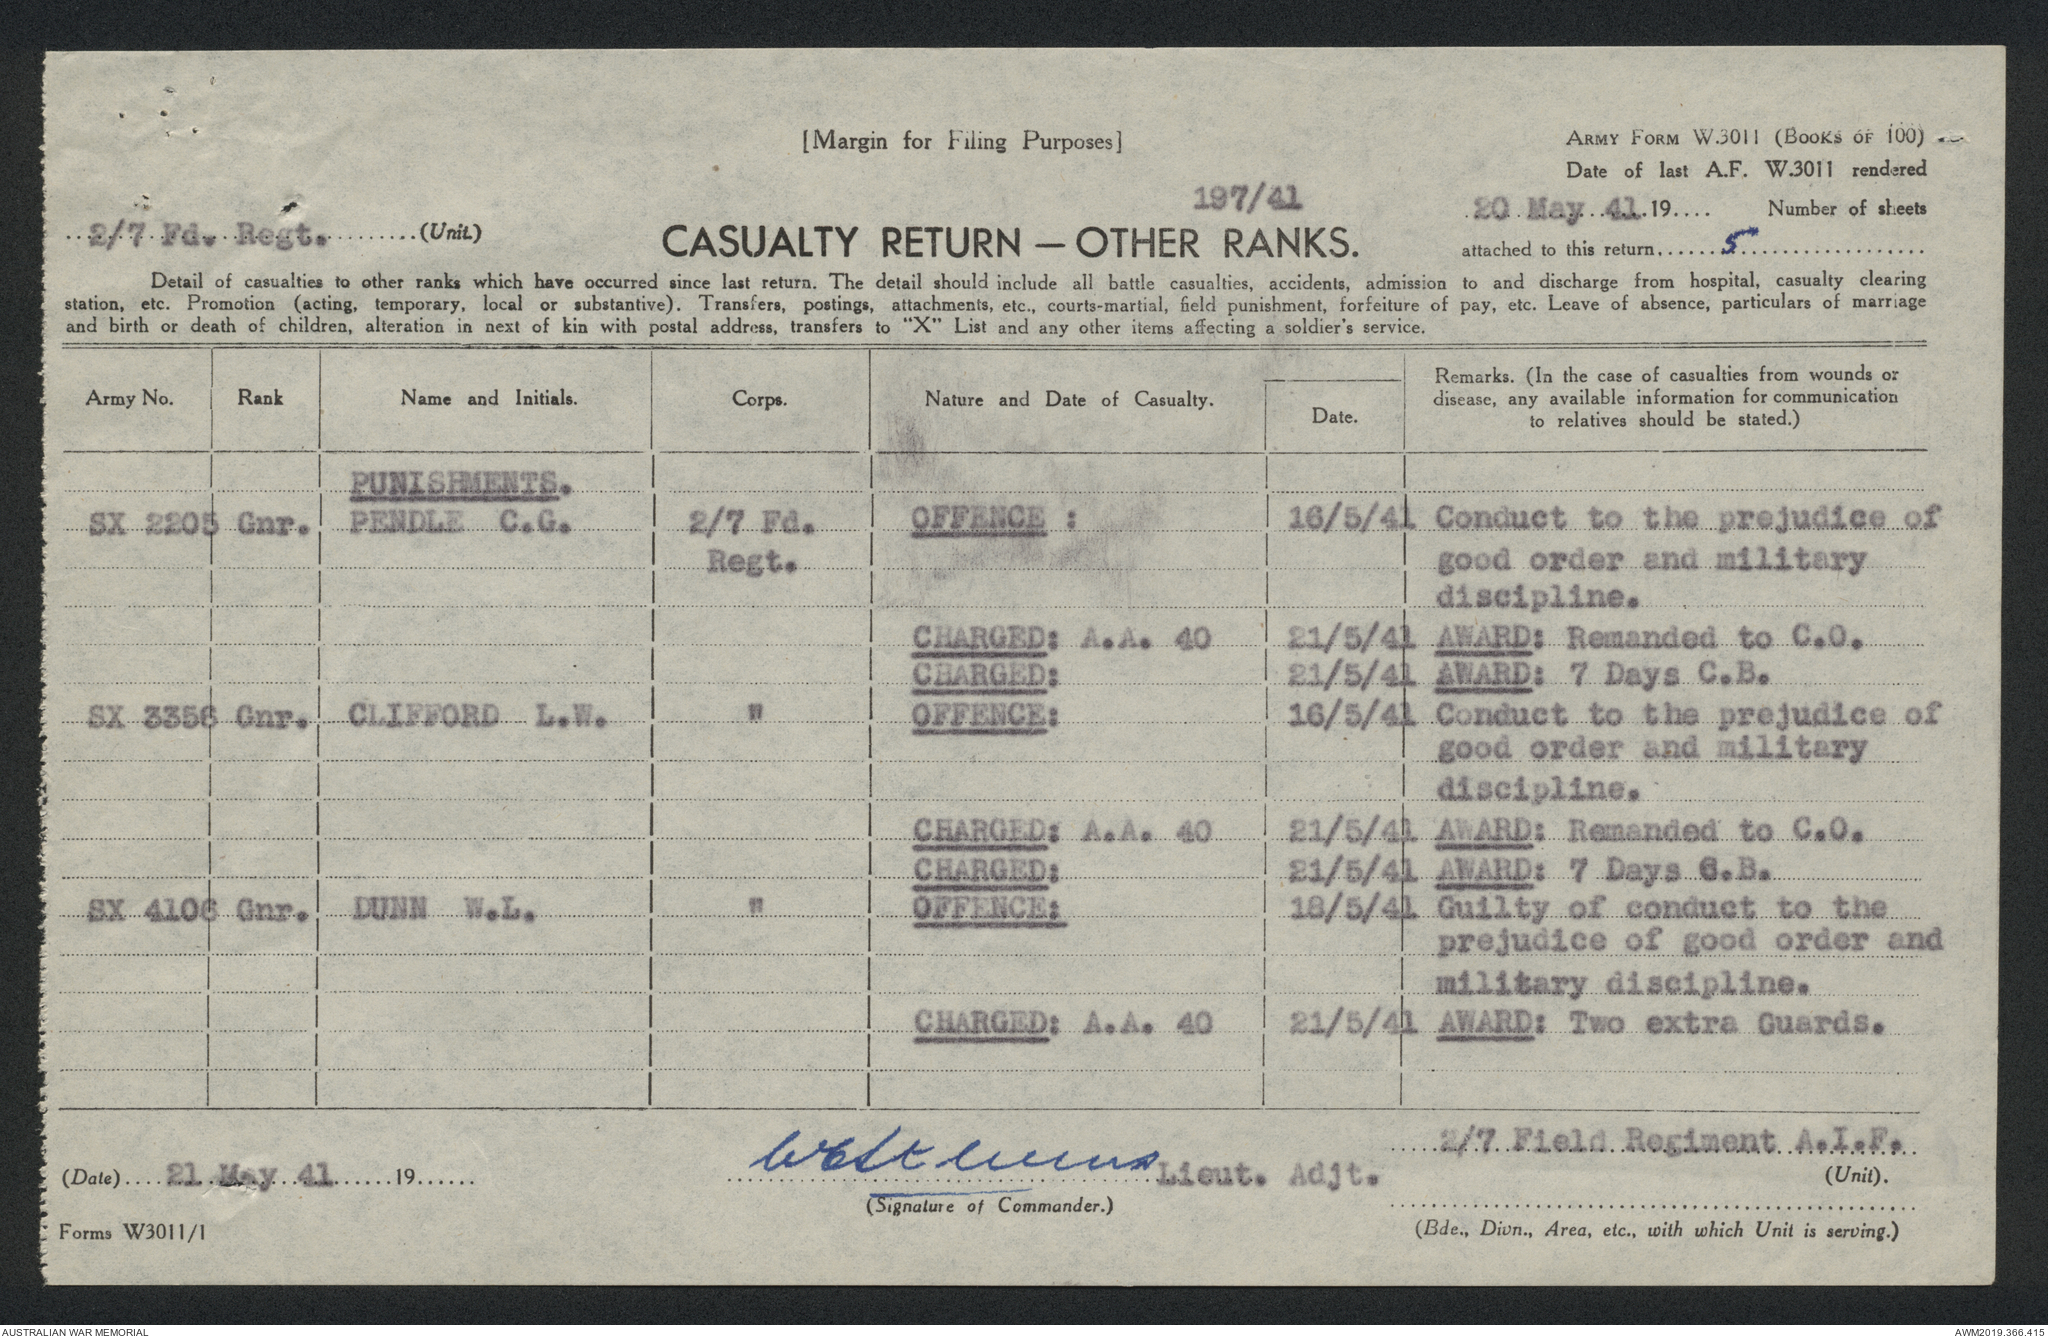 [Margin for Filing Purposes]
ARMY FORM W.3011 (BOOKS OF 100)
Date of last A.F. W.3011 rendered
197/41
20 May 41 19.... Number of sheets
2/7 Fd. Regt. (Unit)
CASUALTY RETURN — OTHER RANKS.
attached to this return 5
Detail of casualties to other ranks which have occurred since last return. The detail should include all battle casualties, accidents, admission to and discharge from hospital, casualty clearing
station, etc. Promotion (acting, temporary, local or substantive). Transfers, postings, attachments, etc., courts-martial, field punishment, forfeiture of pay, etc. Leave of absence, particulars of marriage
and birth or death of children, alteration in next of kin with postal address, transfers to "X" List and any other items affecting a soldier's service.
Army No. Rank Name and Initials. Corps. Nature and Date of Casualty. Date. Remarks. (In the case of casualties from wounds or
disease, any available information for communication
to relatives should be stated.)
PUNISHMENTS.
SX 2205 Gnr. PENDLE C.G. 2/7 Fd. OFFENCE : 16/5/41 Conduct to the prejudice of
Regt. good order and military
discipline.
CHARGED: A.A. 40 21/5/41 AWARD: Remanded to C.O.
CHARGED: 21/5/41 AWARD: 7 Days C.B.
SX 3356 Gnr. CLIFFORD L.W. " OFFENCE: 16/5/41 Conduct to the prejudice of
good order and military
discipline.
CHARGED: A.A. 40 21/5/41 AWARD: Remanded to C.O.
CHARGED: 21/5/41 AWARD: 7 Days C.B.
SX 4106 Gnr. DUNN W.L. " OFFENCE: 18/5/41 Guilty of conduct to the
prejudice of good order and
military discipline.
CHARGED: A.A. 40 21/5/41 AWARD: Two extra Guards.
2/7 Field Regiment A.I.F.
(Date) 21 May 41 19...... Lieut. Adjt. (Unit).
(Signature of Commander.)
Forms W3011/1 (Bde., Divn., Area, etc., with which Unit is serving.)
AUSTRALIAN WAR MEMORIAL AWM2019.366.415